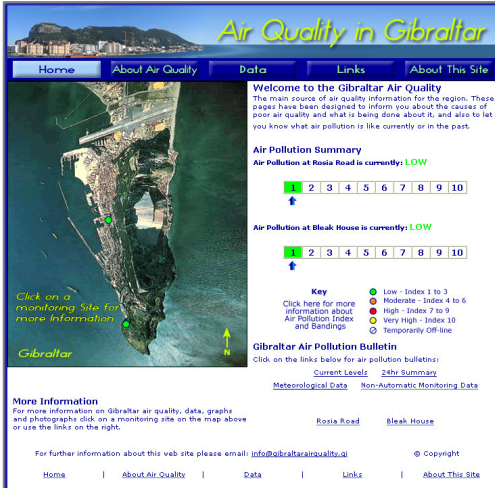 Air Quality in Gibraltar
Home
About Air Quality
Data
Links
About This Site
Welcome to the Gibraltar Air Quality
The main source of air quality information for the region. These
pages have been designed to inform you about the causes of
poor air quality and what is being done about it, and also to let
you know what air pollution is like currently or in the past.
Air Pollution Summary
Air Pollution at Rosia Road is currently: LOW
1 2 3 4 5 6 7 8 9 10
Air Pollution at Bleak House is currently: LOW
1 2 3 4 5 6 7 8 9 10
Key
Click here for more
information about
Air Pollution Index
and Bandings
Low - Index 1 to 3
Moderate - Index 4 to 6
High - Index 7 to 9
Very High - Index 10
Temporarily Off-line
Click on a
monitoring Site for
more Information
Gibraltar
N
Gibraltar Air Pollution Bulletin
Click on the links below for air pollution bulletins:
Current Levels 24hr Summary
Meteorological Data Non-Automatic Monitoring Data
More Information
For more information on Gibraltar air quality, data, graphs
and photographs click on a monitoring site on the map above
or use the links on the right.
Rosia Road Bleak House
For further information about this web site please email: info@gibraltarairquality.gi © Copyright
Home | About Air Quality | Data | Links | About This Site